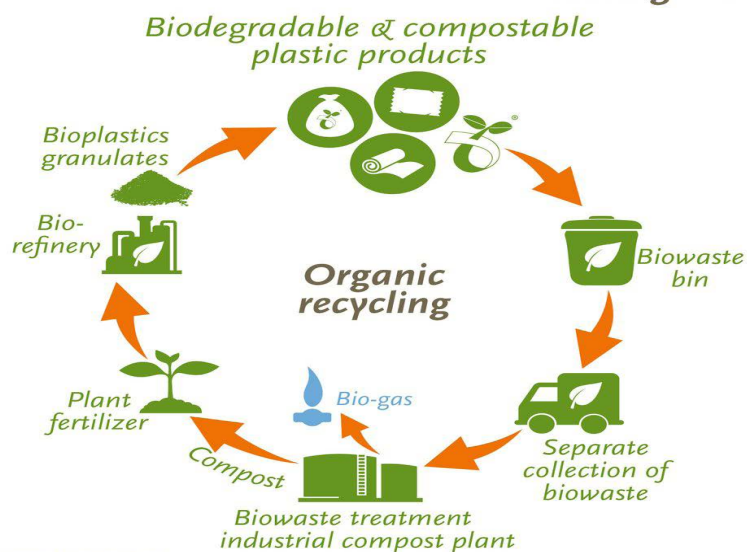 Biodegradable & compostable
plastic products
Bioplastics
granulates
Bio-
refinery
Biowaste
bin
Organic
recycling
Plant
fertilizer
Bio-gas
Compost
Separate
collection of
biowaste
Biowaste treatment
industrial compost plant